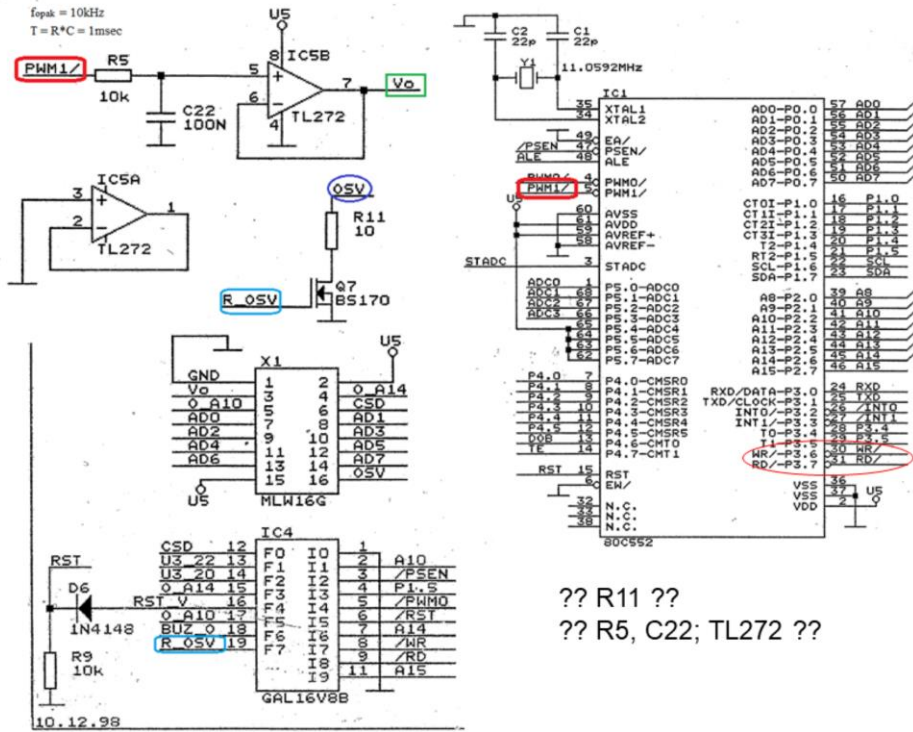 fopak = 10kHz
T = R*C = 1msec
PWM1/
R5
10k
C22
100N
U5
8
IC5B
5
6
7
4
TL272
Vo
IC5A
3
2
1
TL272
OSV
R11
10
Q7
BS170
R_OSV
X1
U5
GND 1 2
Vo 3 4 O_A14
O_A10 5 6 CSD
AD0 7 8 AD1
AD2 9 10 AD3
AD4 11 12 AD5
AD6 13 14 AD7
15 16 OSV
U5
MLW16G
IC4
CSD 12 F0 I0 1
U3_22 13 F1 I1 2 A10
U3_20 14 F2 I2 3 /PSEN
O_A14 15 F3 I3 4 P1.5
RST_V 16 F4 I4 5 /PWM0
O_A10 17 F5 I5 6 /RST
BUZ_O 18 F6 I6 7 A14
R_OSV 19 F7 I7 8 /WR
I8 9 /RD
I9 11 A15
GAL16V8B
RST
D6
1N4148
R9
10k
10.12.98
C2
22p
C1
22p
Y1
11.0592MHz
IC1
35 XTAL1
34 XTAL2
49 EA/
/PSEN 47 PSEN/
ALE 48 ALE
PWM0/ 4 PWM0/
PWM1/ 5 PWM1/
U5
60 AVSS
61 AVDD
59 AVREF+
58 AVREF-
STADC 3 STADC
ADC0 1 P5.0-ADC0
ADC1 68 P5.1-ADC1
ADC2 67 P5.2-ADC2
ADC3 66 P5.3-ADC3
65 P5.4-ADC4
64 P5.5-ADC5
63 P5.6-ADC6
62 P5.7-ADC7
P4.0 7 P4.0-CMSR0
P4.1 8 P4.1-CMSR1
P4.2 9 P4.2-CMSR2
P4.3 10 P4.3-CMSR3
P4.4 11 P4.4-CMSR4
P4.5 12 P4.5-CMSR5
DOB 13 P4.6-CMT0
TE 14 P4.7-CMT1
RST 15 RST
6 EW/
32 N.C.
33 N.C.
38 N.C.
80C552
AD0-P0.0 57 AD0
AD1-P0.1 56 AD1
AD2-P0.2 55 AD2
AD3-P0.3 54 AD3
AD4-P0.4 53 AD4
AD5-P0.5 52 AD5
AD6-P0.6 51 AD6
AD7-P0.7 50 AD7
CT0I-P1.0 16 P1.0
CT1I-P1.1 17 P1.1
CT2I-P1.2 18 P1.2
CT3I-P1.3 19 P1.3
T2-P1.4 20 P1.4
RT2-P1.5 21 P1.5
SCL-P1.6 22 SCL
SDA-P1.7 23 SDA
A8-P2.0 39 A8
A9-P2.1 40 A9
A10-P2.2 41 A10
A11-P2.3 42 A11
A12-P2.4 43 A12
A13-P2.5 44 A13
A14-P2.6 45 A14
A15-P2.7 46 A15
RXD/DATA-P3.0 24 RXD
TXD/CLOCK-P3.1 25 TXD
INT0/-P3.2 26 /INT0
INT1/-P3.3 27 /INT1
T0-P3.4 28 P3.4
T1-P3.5 29 P3.5
WR/-P3.6 30 WR/
RD/-P3.7 31 RD/
VSS 36
VSS 37
VDD 2
U5
?? R11 ??
?? R5, C22; TL272 ??